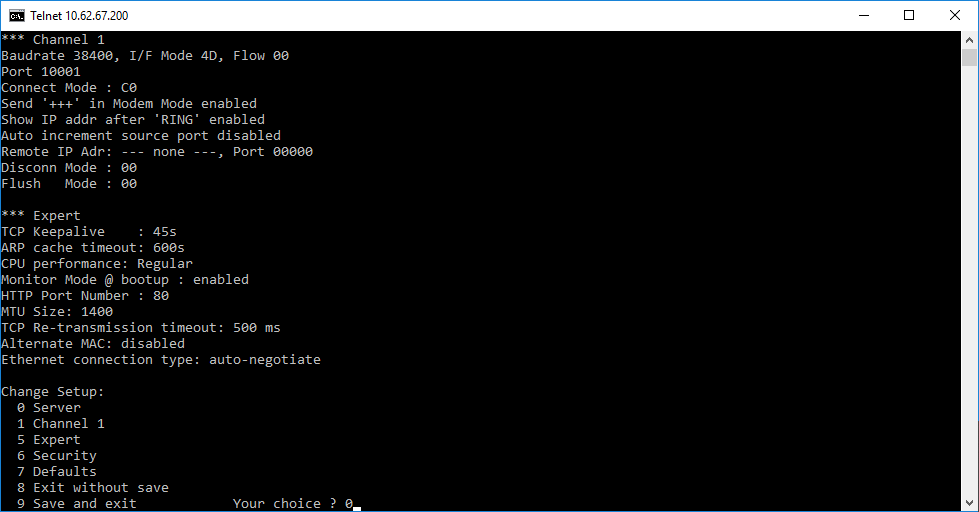 C:\. Telnet 10.62.67.200
*** Channel 1
Baudrate 38400, I/F Mode 4D, Flow 00
Port 10001
Connect Mode : C0
Send '+++' in Modem Mode enabled
Show IP addr after 'RING' enabled
Auto increment source port disabled
Remote IP Adr: --- none ---, Port 00000
Disconn Mode : 00
Flush   Mode : 00

*** Expert
TCP Keepalive    : 45s
ARP cache timeout: 600s
CPU performance: Regular
Monitor Mode @ bootup : enabled
HTTP Port Number : 80
MTU Size: 1400
TCP Re-transmission timeout: 500 ms
Alternate MAC: disabled
Ethernet connection type: auto-negotiate

Change Setup:
  0 Server
  1 Channel 1
  5 Expert
  6 Security
  7 Defaults
  8 Exit without save
  9 Save and exit            Your choice ? 0